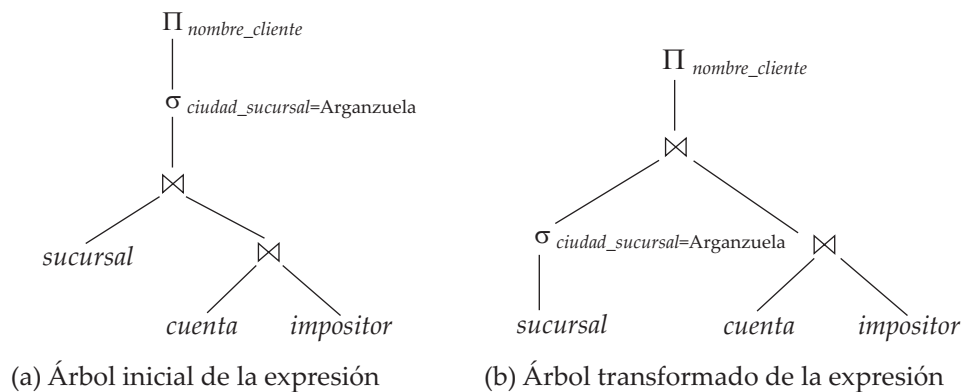 Π nombre_cliente
σ ciudad_sucursal=Arganzuela
⋈
sucursal
⋈
cuenta impositor
(a) Árbol inicial de la expresión
Π nombre_cliente
⋈
σ ciudad_sucursal=Arganzuela
⋈
sucursal cuenta impositor
(b) Árbol transformado de la expresión